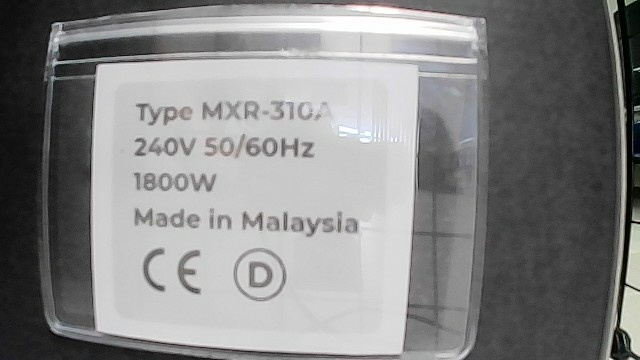 Type MXR-310A
240V 50/60Hz
1800W
Made in Malaysia
CE D